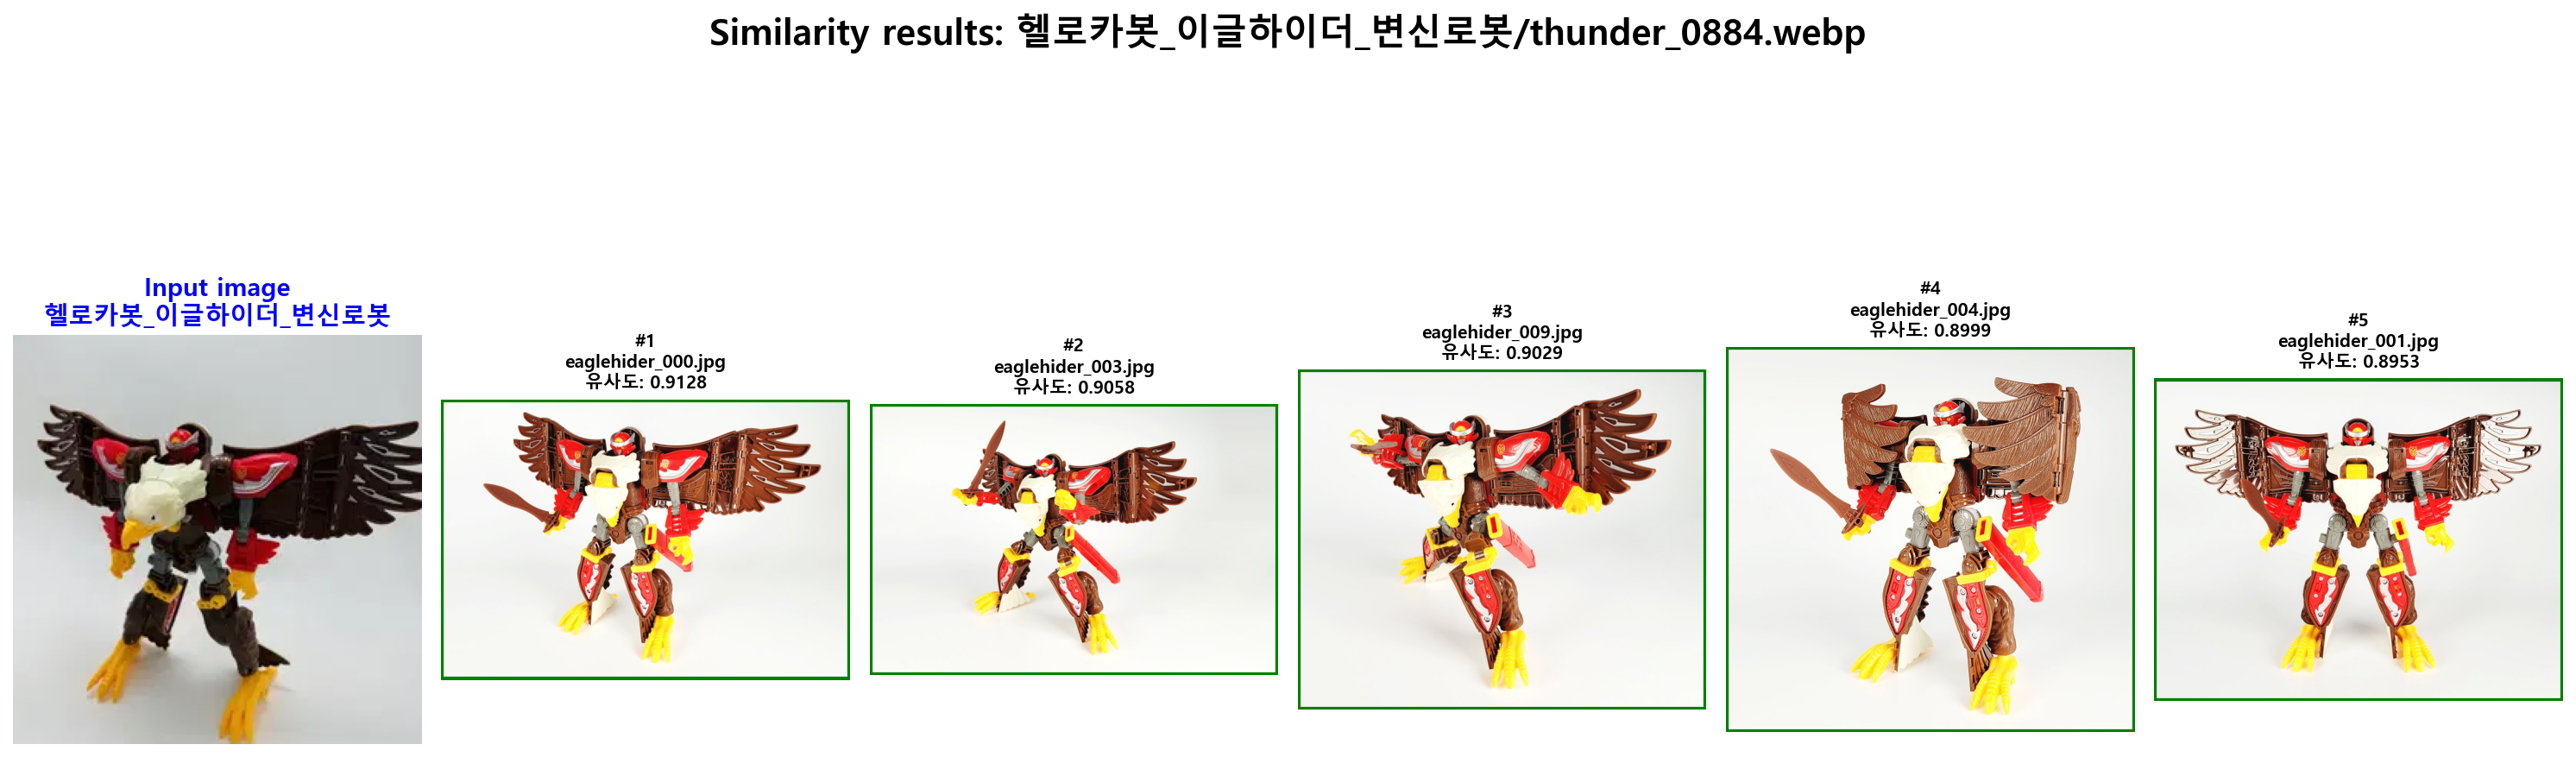 Similarity results: 헬로카봇_이글하이더_변신로봇/thunder_0884.webp
Input image
헬로카봇_이글하이더_변신로봇
#1
eaglehider_000.jpg
유사도: 0.9128
#2
eaglehider_003.jpg
유사도: 0.9058
#3
eaglehider_009.jpg
유사도: 0.9029
#4
eaglehider_004.jpg
유사도: 0.8999
#5
eaglehider_001.jpg
유사도: 0.8953